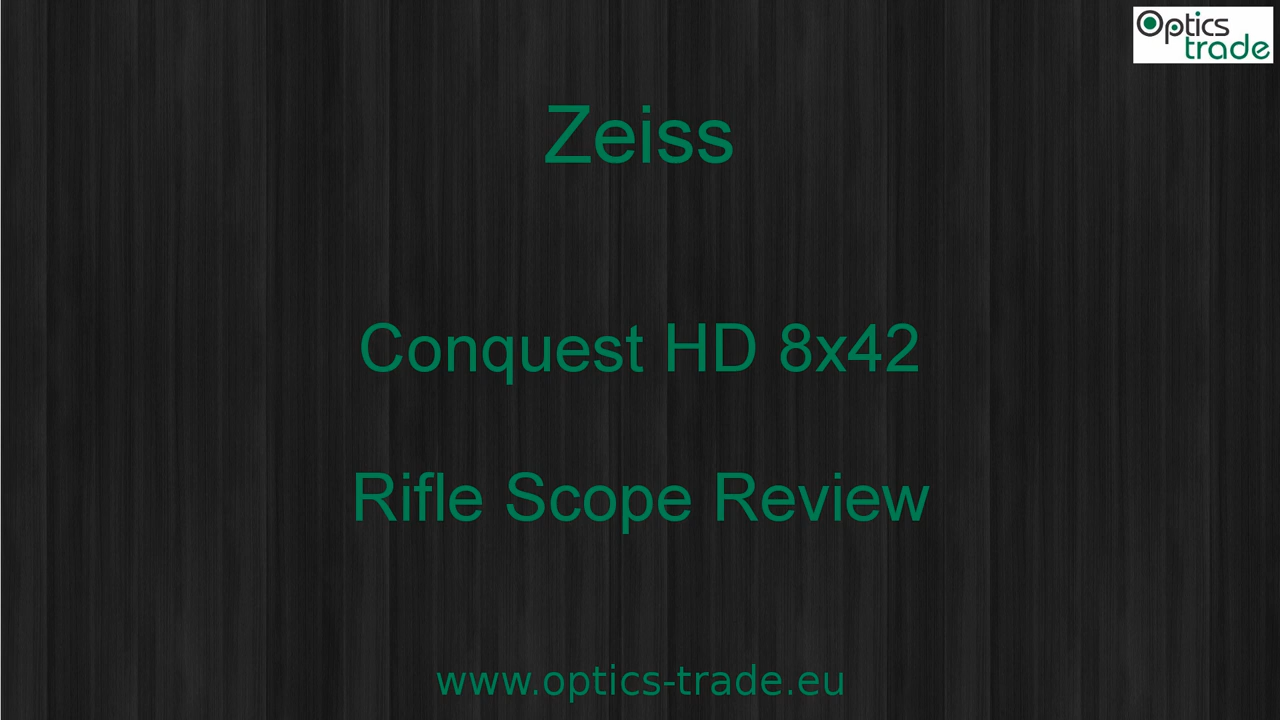 Optics
trade
Zeiss
Conquest HD 8x42
Rifle Scope Review
www.optics-trade.eu